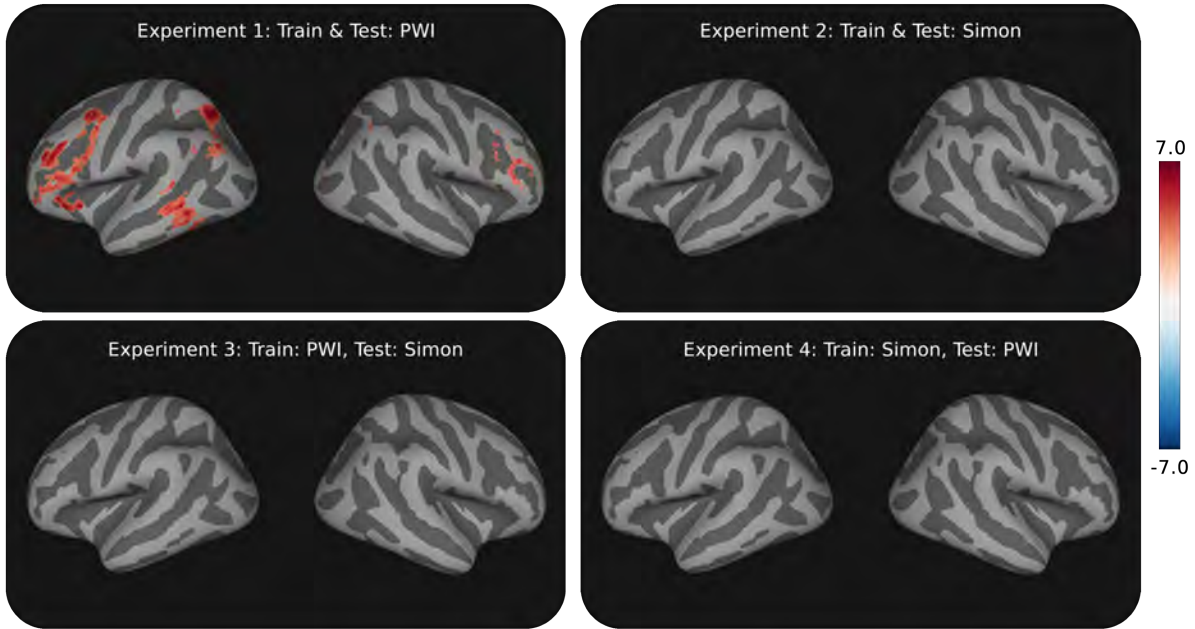 Experiment 1: Train & Test: PWI
Experiment 2: Train & Test: Simon
7.0
Experiment 3: Train: PWI, Test: Simon
Experiment 4: Train: Simon, Test: PWI
-7.0